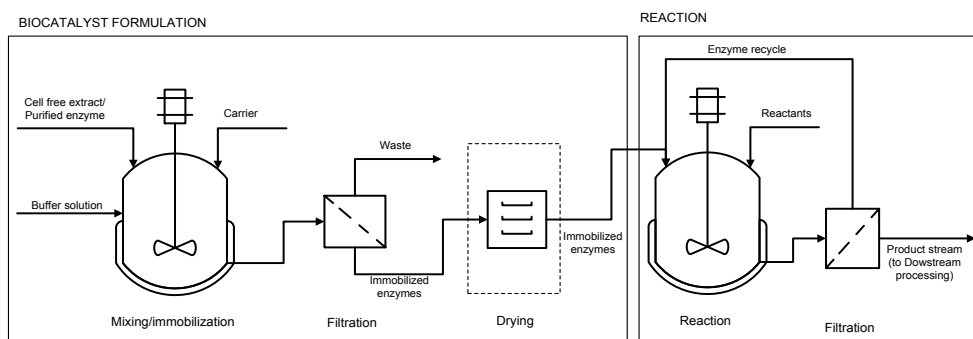 BIOCATALYST FORMULATION
REACTION
Cell free extract/
Purified enzyme
Carrier
Buffer solution
Waste
Immobilized
enzymes
Immobilized
enzymes
Enzyme recycle
Reactants
Product stream
(to Dowstream
processing)
Mixing/immobilization
Filtration
Drying
Reaction
Filtration